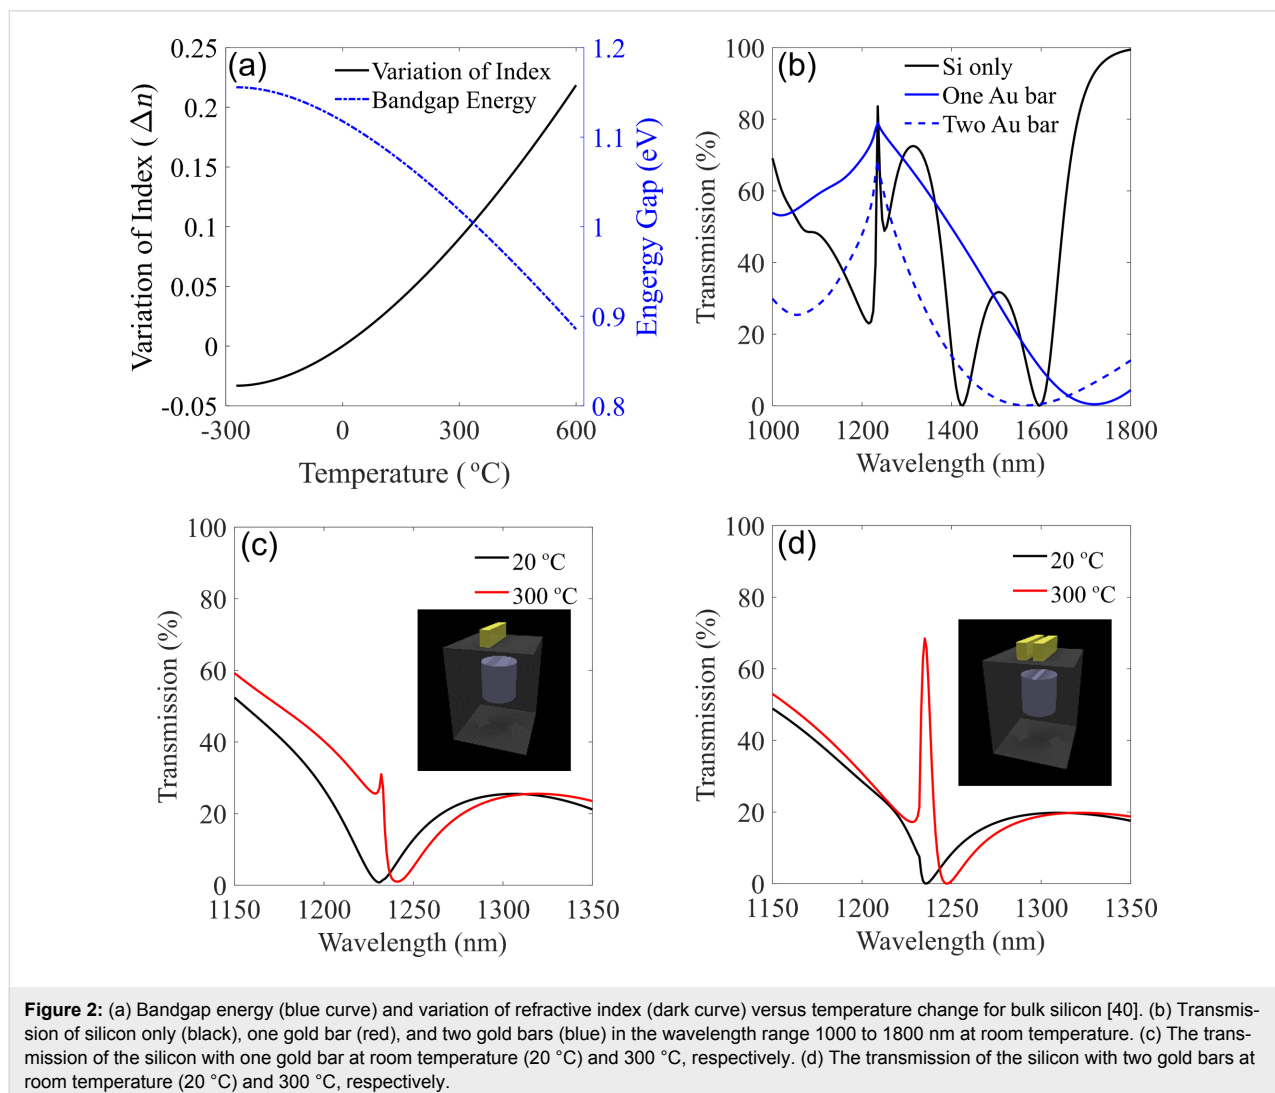 (a)
Variation of Index
Bandgap Energy
0.25
0.2
0.15
0.1
0.05
0
-0.05
Variation of Index (Δn)
1.2
1.1
1
0.9
0.8
Engergy Gap (eV)
-300 0 300 600
Temperature (ºC)
(b)
Si only
One Au bar
Two Au bar
100
80
60
40
20
0
Transmission (%)
1000 1200 1400 1600 1800
Wavelength (nm)
(c)
20 ºC
300 ºC
100
80
60
40
20
0
Transmission (%)
1150 1200 1250 1300 1350
Wavelength (nm)
(d)
20 ºC
300 ºC
100
80
60
40
20
0
Transmission (%)
1150 1200 1250 1300 1350
Wavelength (nm)
Figure 2: (a) Bandgap energy (blue curve) and variation of refractive index (dark curve) versus temperature change for bulk silicon [40]. (b) Transmis-
sion of silicon only (black), one gold bar (red), and two gold bars (blue) in the wavelength range 1000 to 1800 nm at room temperature. (c) The trans-
mission of the silicon with one gold bar at room temperature (20 °C) and 300 °C, respectively. (d) The transmission of the silicon with two gold bars at
room temperature (20 °C) and 300 °C, respectively.